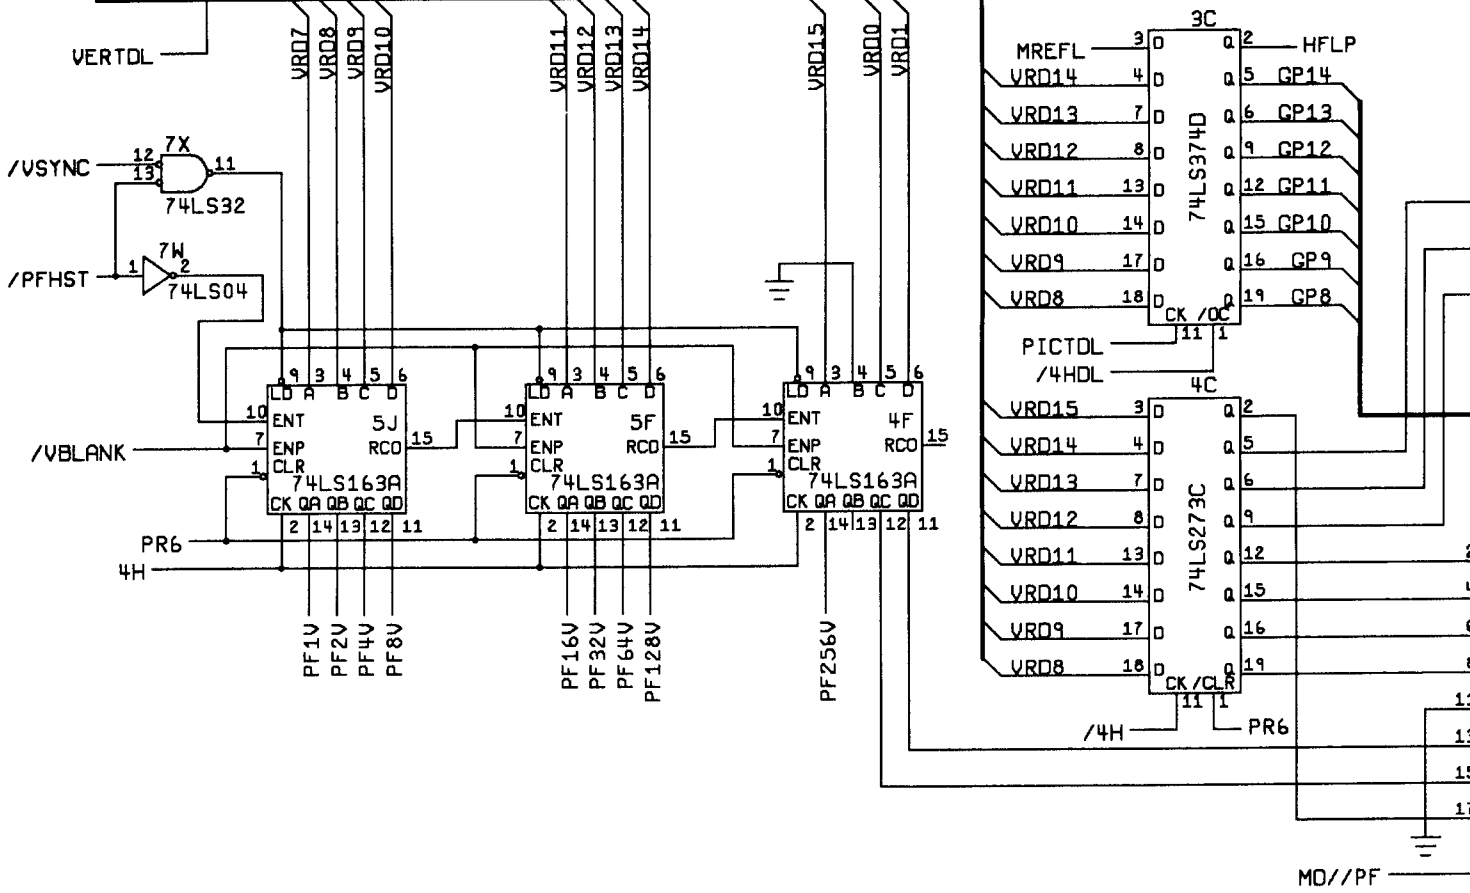 VERTDL
VRD7 VRD8 VRD9 VRD10 VRD11 VRD12 VRD13 VRD14 VRD15 VRD0 VRD1
7X
/VSYNC 12 13 11
74LS32
7W
/PFHST 1 2
74LS04
9 3 4 5 6
LD A B C D
10 ENT 5J
/VBLANK 7 ENP RCO 15
1 CLR
74LS163A
CK QA QB QC QD
2 14 13 12 11
9 3 4 5 6
LD A B C D
10 ENT 5F
7 ENP RCO 15
1 CLR
74LS163A
CK QA QB QC QD
2 14 13 12 11
9 3 4 5 6
LD A B C D
10 ENT 4F
7 ENP RCO 15
1 CLR
74LS163A
CK QA QB QC QD
2 14 13 12 11
PR6
4H
PF1V PF2V PF4V PF8V PF16V PF32V PF64V PF128V PF256V
3C
MREFL 3 D Q 2 HFLP
VRD14 4 D Q 5 GP14
VRD13 7 D Q 6 GP13
VRD12 8 D Q 9 GP12
VRD11 13 D Q 12 GP11
VRD10 14 D Q 15 GP10
VRD9 17 D Q 16 GP9
VRD8 18 D Q 19 GP8
74LS374D
CK /OC
11 1
PICTDL
/4HDL
4C
VRD15 3 D Q 2
VRD14 4 D Q 5
VRD13 7 D Q 6
VRD12 8 D Q 9
VRD11 13 D Q 12
VRD10 14 D Q 15
VRD9 17 D Q 16
VRD8 18 D Q 19
74LS273C
CK /CLR
11 1
/4H PR6
11
13
15
17
MO//PF